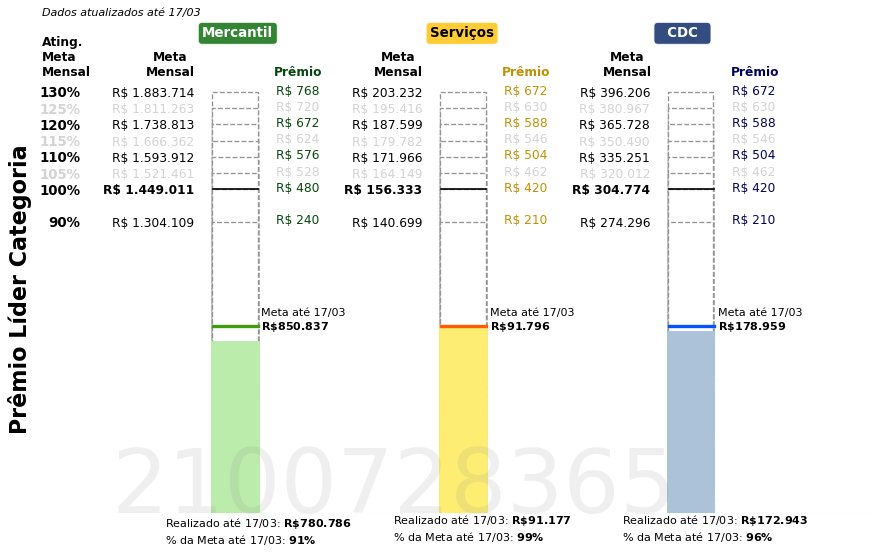 Dados atualizados até 17/03
Mercantil Serviços CDC
Ating. Meta Mensal
Meta Mensal Prêmio Meta Mensal Prêmio Meta Mensal Prêmio
130% R$ 1.883.714 R$ 768 R$ 203.232 R$ 672 R$ 396.206 R$ 672
125% R$ 1.811.263 R$ 720 R$ 195.416 R$ 630 R$ 380.967 R$ 630
120% R$ 1.738.813 R$ 672 R$ 187.599 R$ 588 R$ 365.728 R$ 588
115% R$ 1.666.362 R$ 624 R$ 179.782 R$ 546 R$ 350.490 R$ 546
110% R$ 1.593.912 R$ 576 R$ 171.966 R$ 504 R$ 335.251 R$ 504
105% R$ 1.521.461 R$ 528 R$ 164.149 R$ 462 R$ 320.012 R$ 462
100% R$ 1.449.011 R$ 480 R$ 156.333 R$ 420 R$ 304.774 R$ 420
90% R$ 1.304.109 R$ 240 R$ 140.699 R$ 210 R$ 274.296 R$ 210
Prêmio Líder Categoria
Meta até 17/03 Meta até 17/03 Meta até 17/03
R$850.837 R$91.796 R$178.959
2100728365
Realizado até 17/03: R$780.786 Realizado até 17/03: R$91.177 Realizado até 17/03: R$172.943
% da Meta até 17/03: 91% % da Meta até 17/03: 99% % da Meta até 17/03: 96%